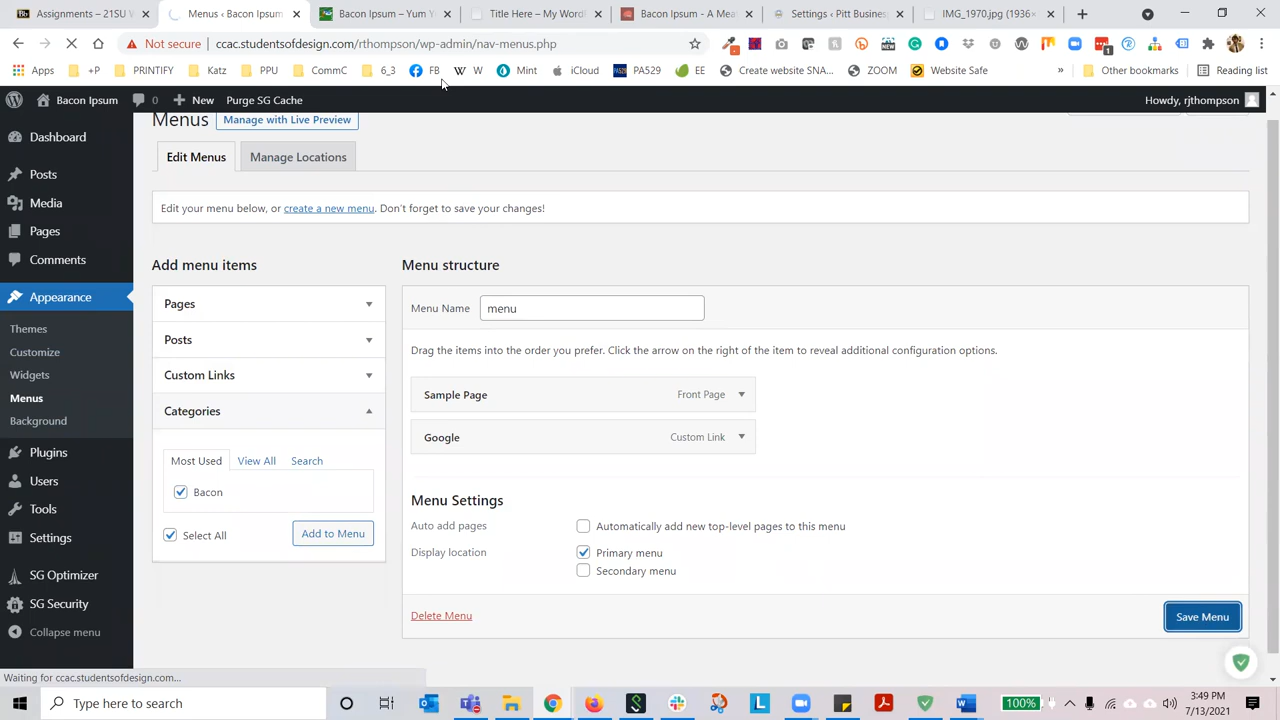 Assignments – 21SU W
Menus ‹ Bacon Ipsum —
Bacon Ipsum – Yum Y
Title Here – My Word
Bacon Ipsum - A Mea
Settings ‹ Pitt Business
IMG_1970.jpg (1936×
Not secure | ccac.studentsofdesign.com/rthompson/wp-admin/nav-menus.php
Apps +P PRINTIFY Katz PPU CommC 6_3 FB W Mint iCloud PA529 EE Create website SNA... ZOOM Website Safe » Other bookmarks Reading list
Bacon Ipsum 0 New Purge SG Cache Howdy, rjthompson
Menus Manage with Live Preview
Edit Menus Manage Locations
Edit your menu below, or create a new menu. Don't forget to save your changes!
Dashboard
Posts
Media
Pages
Comments
Appearance
Themes
Customize
Widgets
Menus
Background
Plugins
Users
Tools
Settings
SG Optimizer
SG Security
Collapse menu
Add menu items
Pages
Posts
Custom Links
Categories
Most Used View All Search
Bacon
Select All Add to Menu
Menu structure
Menu Name menu
Drag the items into the order you prefer. Click the arrow on the right of the item to reveal additional configuration options.
Sample Page Front Page
Google Custom Link
Menu Settings
Auto add pages Automatically add new top-level pages to this menu
Display location Primary menu
Secondary menu
Delete Menu Save Menu
Waiting for ccac.studentsofdesign.com...
Type here to search
100%
3:49 PM
7/13/2021